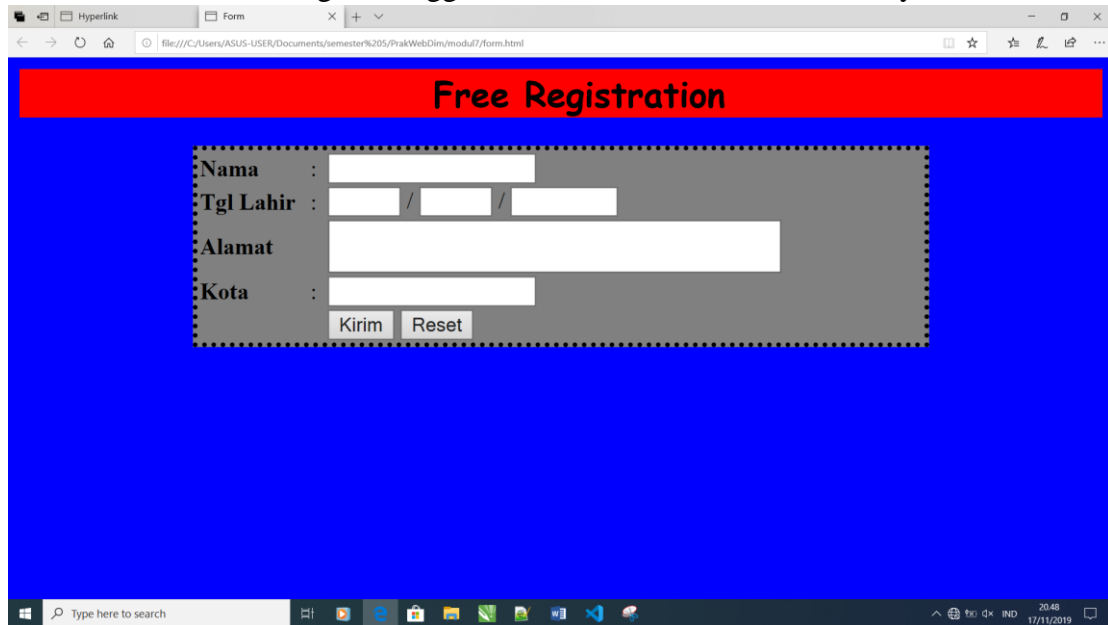 Hyperlink
Form
file:///C:/Users/ASUS-USER/Documents/semester%205/PrakWebDim/modul7/form.html
Free Registration
Nama :
Tgl Lahir : / /
Alamat
Kota :
Kirim Reset
Type here to search
IND
20.48
17/11/2019